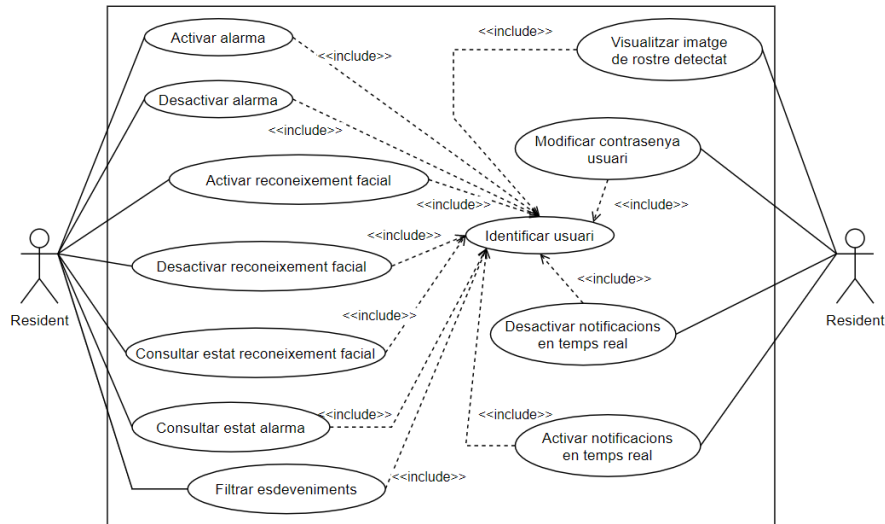 Activar alarma
<<include>>
<<include>>
Visualitzar imatge
de rostre detectat
Desactivar alarma
<<include>>
Modificar contrasenya
usuari
Activar reconeixement facial
<<include>>
<<include>>
Identificar usuari
<<include>>
Desactivar reconeixement facial
<<include>>
Resident
Resident
<<include>>
Desactivar notificacions
en temps real
Consultar estat reconeixement facial
Consultar estat alarma
<<include>>
<<include>>
Activar notificacions
en temps real
Filtrar esdeveniments
<<include>>